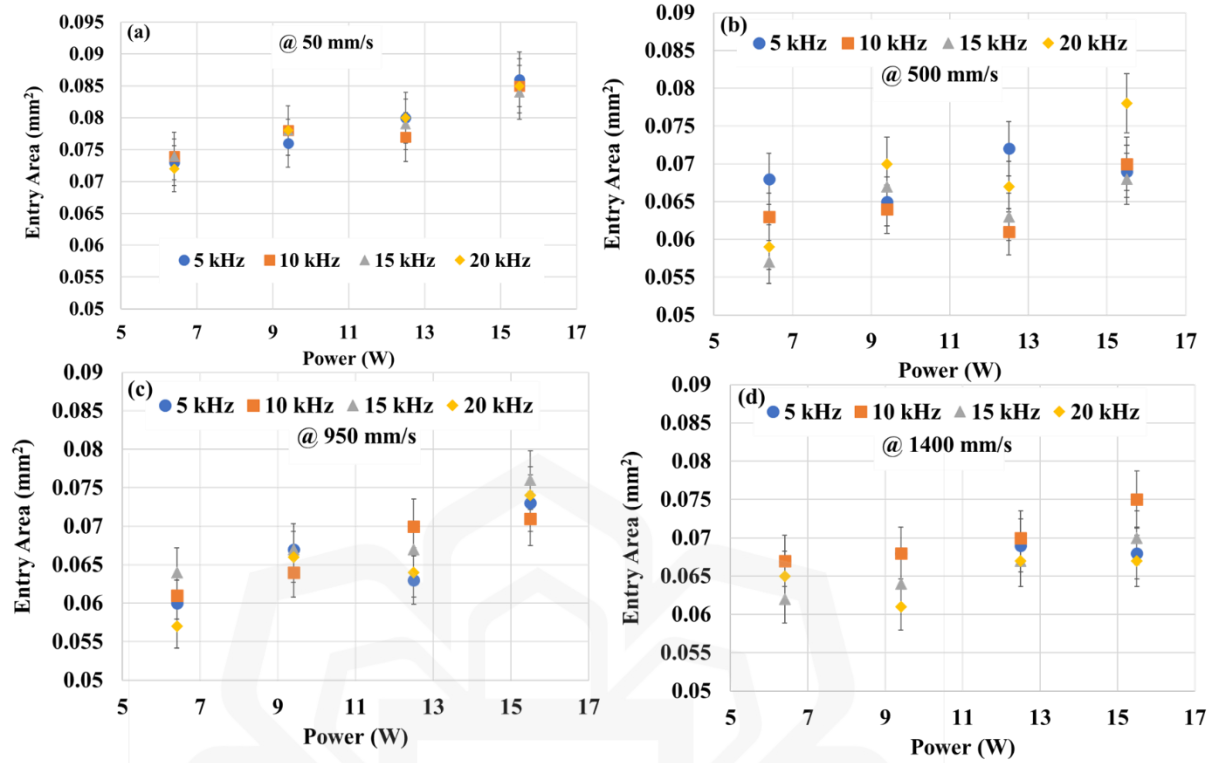 (a)
@ 50 mm/s
Entry Area (mm²)
0.095
0.09
0.085
0.08
0.075
0.07
0.065
0.06
0.055
0.05
5 kHz 10 kHz 15 kHz 20 kHz
5 7 9 11 13 15 17
Power (W)
(b)
5 kHz 10 kHz 15 kHz 20 kHz
@ 500 mm/s
Entry Area (mm²)
0.09
0.085
0.08
0.075
0.07
0.065
0.06
0.055
0.05
5 7 9 11 13 15 17
Power (W)
(c)
5 kHz 10 kHz 15 kHz 20 kHz
@ 950 mm/s
Entry Area (mm²)
0.09
0.085
0.08
0.075
0.07
0.065
0.06
0.055
0.05
5 7 9 11 13 15 17
Power (W)
(d)
5 kHz 10 kHz 15 kHz 20 kHz
@ 1400 mm/s
Entry Area (mm²)
0.09
0.085
0.08
0.075
0.07
0.065
0.06
0.055
0.05
5 7 9 11 13 15 17
Power (W)